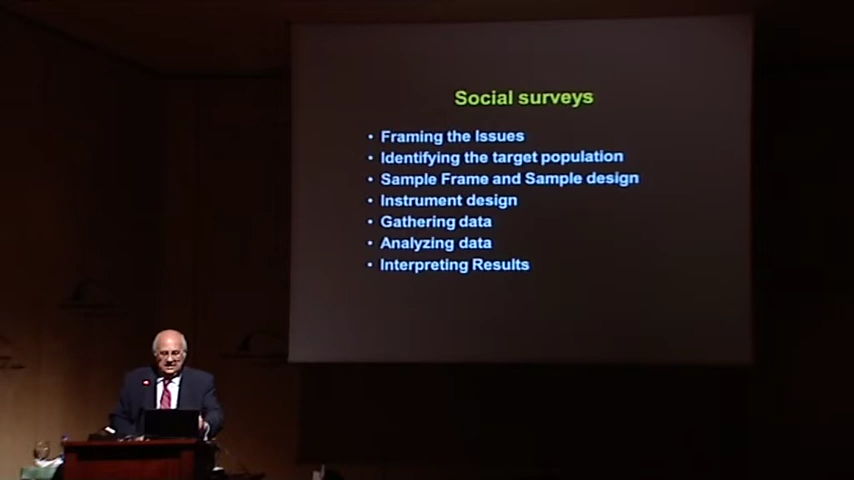 Social surveys
• Framing the Issues
• Identifying the target population
• Sample Frame and Sample design
• Instrument design
• Gathering data
• Analyzing data
• Interpreting Results